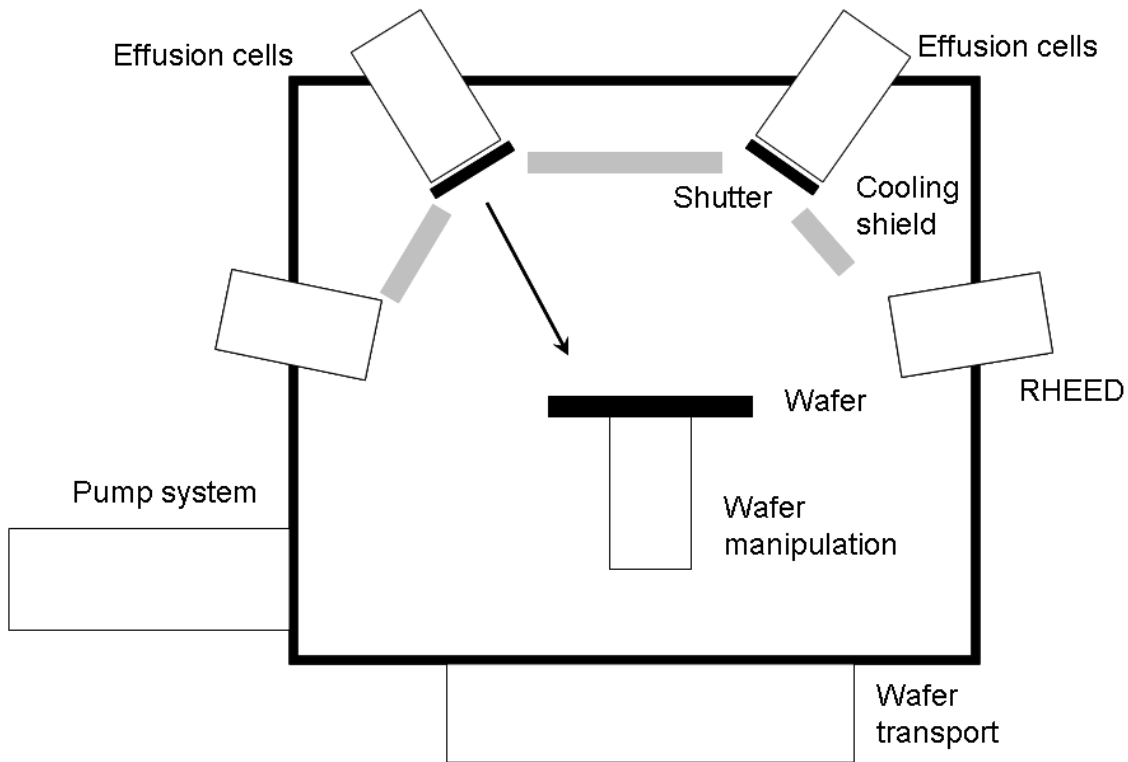 Effusion cells
Effusion cells
Shutter
Cooling
shield
RHEED
Wafer
Pump system
Wafer
manipulation
Wafer
transport